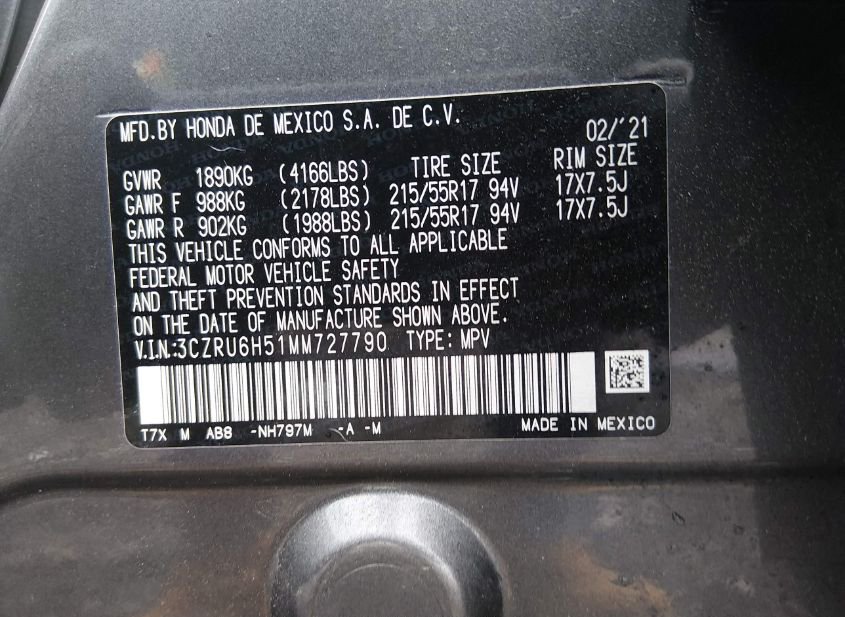 MFD.BY HONDA DE MEXICO S.A. DE C.V. 02/'21
GVWR 1890KG (4166LBS) TIRE SIZE RIM SIZE
GAWR F 988KG (2178LBS) 215/55R17 94V 17X7.5J
GAWR R 902KG (1988LBS) 215/55R17 94V 17X7.5J
THIS VEHICLE CONFORMS TO ALL APPLICABLE
FEDERAL MOTOR VEHICLE SAFETY
AND THEFT PREVENTION STANDARDS IN EFFECT
ON THE DATE OF MANUFACTURE SHOWN ABOVE.
V.I.N.:3CZRU6H51MM727790 TYPE: MPV
T7X M AB8 -NH797M -A -M MADE IN MEXICO